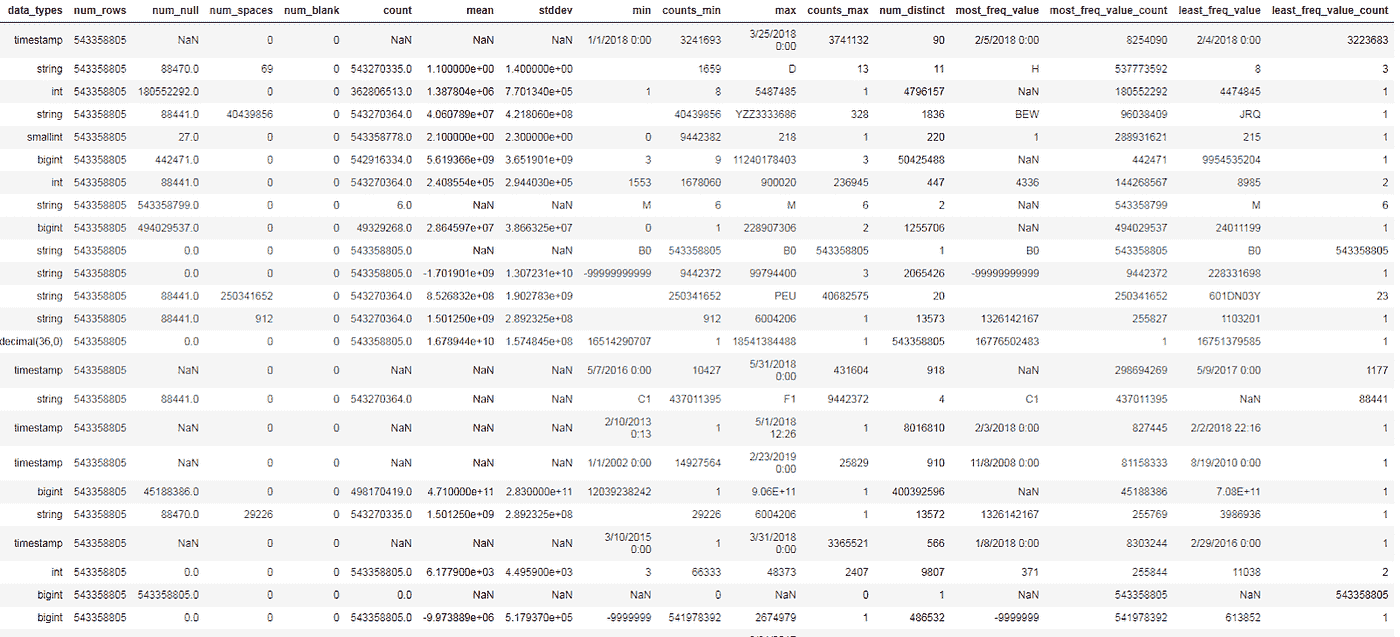 data_types num_rows num_null num_spaces num_blank count mean stddev min counts_min max counts_max num_distinct most_freq_value most_freq_value_count least_freq_value least_freq_value_count
timestamp 543358805 NaN 0 0 NaN NaN NaN 1/1/2018 0:00 3241693 3/25/2018 0:00 3741132 90 2/5/2018 0:00 8254090 2/4/2018 0:00 3223683
string 543358805 88470.0 69 0 543270335.0 1.100000e+00 1.400000e+00 1659 D 13 11 H 537773592 8 3
int 543358805 180552292.0 0 0 362806513.0 1.387804e+06 7.701340e+05 1 8 5487485 1 4796157 NaN 180552292 4474845 1
string 543358805 88441.0 40439856 0 543270364.0 4.060789e+07 4.218060e+08 40439856 YZZ3333686 328 1836 BEW 96038409 JRQ 1
smallint 543358805 27.0 0 0 543358778.0 2.100000e+00 2.300000e+00 0 9442382 218 1 220 1 288931621 215 1
bigint 543358805 442471.0 0 0 542916334.0 5.619366e+09 3.651901e+09 3 9 11240178403 3 50425488 NaN 442471 9954535204 1
int 543358805 88441.0 0 0 543270364.0 2.408554e+05 2.944030e+05 1553 1678060 900020 236945 447 4336 144268567 8985 2
string 543358805 543358799.0 0 0 6.0 NaN NaN M 6 M 6 2 NaN 543358799 M 6
bigint 543358805 494029537.0 0 0 49329268.0 2.864597e+07 3.866325e+07 0 1 228907306 2 1255706 NaN 494029537 24011199 1
string 543358805 0.0 0 0 543358805.0 NaN NaN B0 543358805 B0 543358805 1 B0 543358805 B0 543358805
string 543358805 0.0 0 0 543358805.0 -1.701901e+09 1.307231e+10 -99999999999 9442372 99794400 3 2065426 -99999999999 9442372 228331698 1
string 543358805 88441.0 250341652 0 543270364.0 8.526832e+08 1.902783e+09 250341652 PEU 40682575 20 250341652 601DN03Y 23
string 543358805 88441.0 912 0 543270364.0 1.501250e+09 2.892325e+08 912 6004206 1 13573 1326142167 255827 1103201 1
decimal(36,0) 543358805 0.0 0 0 543358805.0 1.678944e+10 1.574845e+08 16514290707 1 18541384488 1 543358805 16776502483 1 16751379585 1
timestamp 543358805 NaN 0 0 NaN NaN NaN 5/7/2016 0:00 10427 5/31/2018 0:00 431604 918 NaN 298694269 5/9/2017 0:00 1177
string 543358805 88441.0 0 0 543270364.0 NaN NaN C1 437011395 F1 9442372 4 C1 437011395 NaN 88441
timestamp 543358805 NaN 0 0 NaN NaN NaN 2/10/2013 0:13 1 5/1/2018 12:26 1 8016810 2/3/2018 0:00 827445 2/2/2018 22:16 1
timestamp 543358805 NaN 0 0 NaN NaN NaN 1/1/2002 0:00 14927564 2/23/2019 0:00 25829 910 11/8/2008 0:00 81158333 8/19/2010 0:00 1
bigint 543358805 45188386.0 0 0 498170419.0 4.710000e+11 2.830000e+11 12039238242 1 9.06E+11 1 400392596 NaN 45188386 7.08E+11 1
string 543358805 88470.0 29226 0 543270335.0 1.501250e+09 2.892325e+08 29226 6004206 1 13572 1326142167 255769 3986936 1
timestamp 543358805 NaN 0 0 NaN NaN NaN 3/10/2015 0:00 1 3/31/2018 0:00 3365521 566 1/8/2018 0:00 8303244 2/29/2016 0:00 1
int 543358805 0.0 0 0 543358805.0 6.177900e+03 4.495900e+03 3 66333 48373 2407 9807 371 255844 11038 2
bigint 543358805 543358805.0 0 0 0.0 NaN NaN NaN 0 NaN 0 1 NaN 543358805 NaN 543358805
bigint 543358805 0.0 0 0 543358805.0 -9.973889e+06 5.179370e+05 -9999999 541978392 2674979 1 486532 -9999999 541978392 613852 1